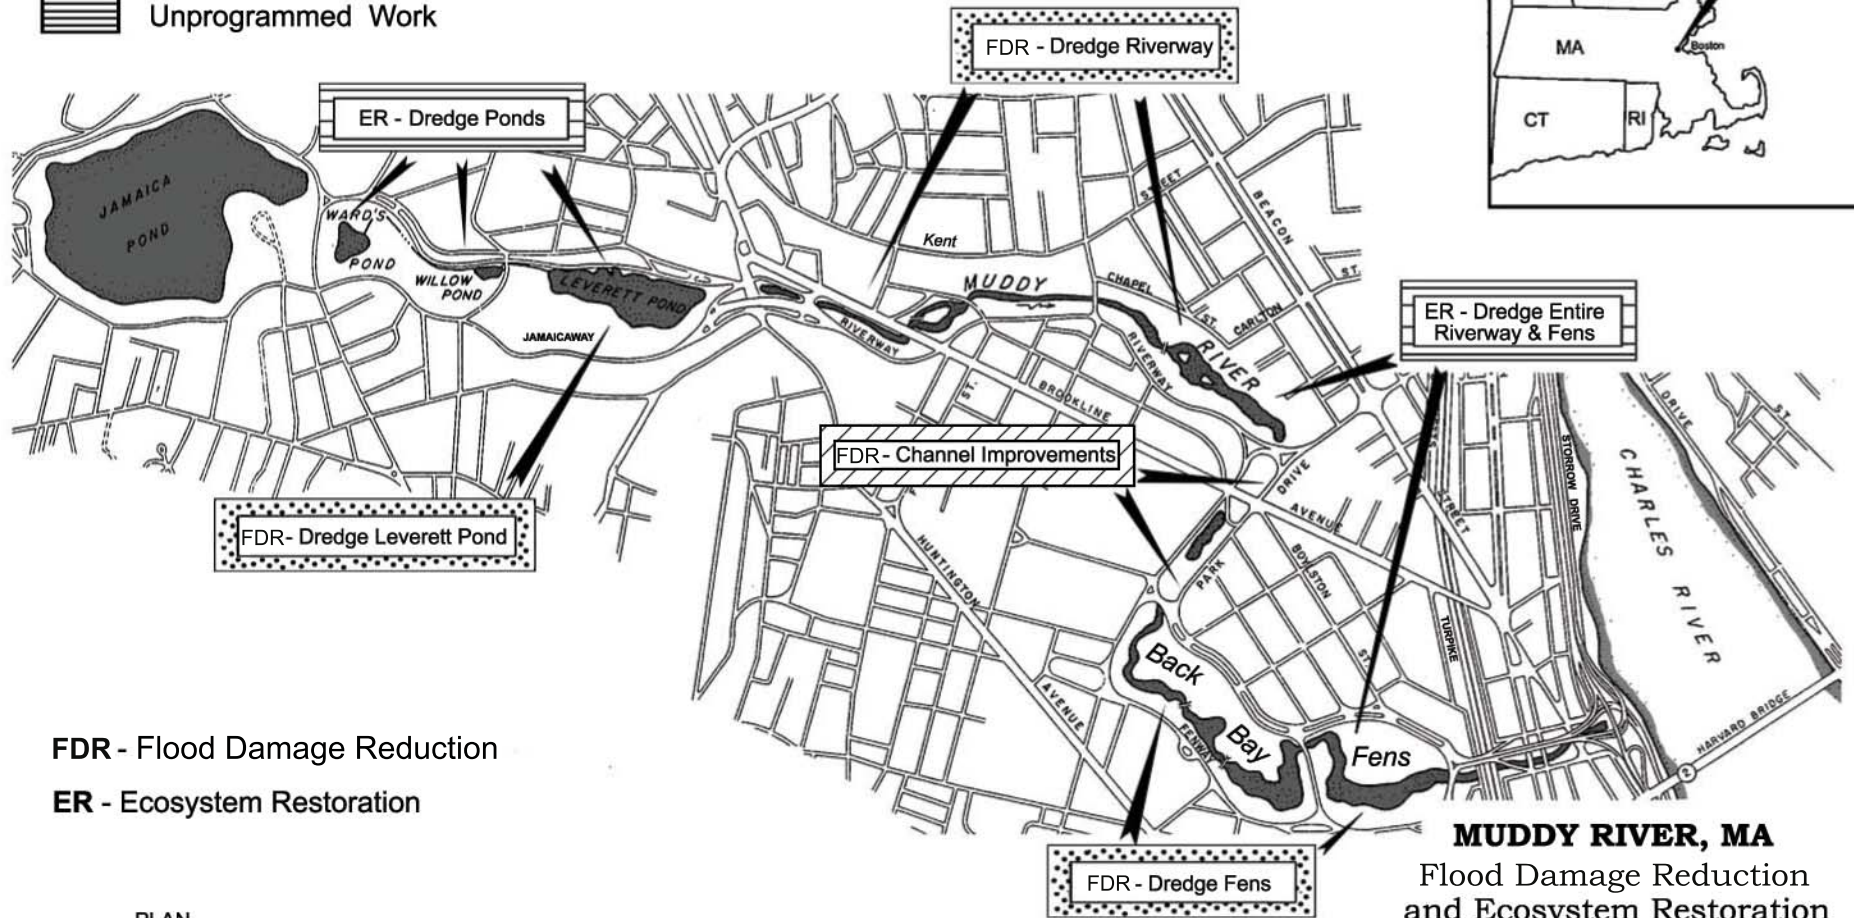 Unprogrammed Work
FDR - Dredge Riverway
MA
Boston
CT
RI
ER - Dredge Ponds
JAMAICA
POND
WARD'S
POND
WILLOW
POND
LEVERETT POND
JAMAICAWAY
Kent
MUDDY
RIVER
STREET
BEACON
ST.
CHAPEL
ST.
CARLTON
RIVERWAY
RIVERWAY
BROOKLINE
ST.
ER - Dredge Entire
Riverway & Fens
FDR - Channel Improvements
DRIVE
AVENUE
STREET
STORROW DRIVE
DRIVE
ST.
CHARLES RIVER
FDR- Dredge Leverett Pond
HUNTINGTON
AVENUE
PARK
BOYLSTON
ST.
TURPIKE
Back
Bay
Fens
FENWAY
HARVARD BRIDGE
2
FDR - Flood Damage Reduction
ER - Ecosystem Restoration
FDR - Dredge Fens
MUDDY RIVER, MA
Flood Damage Reduction
and Ecosystem Restoration
PLAN